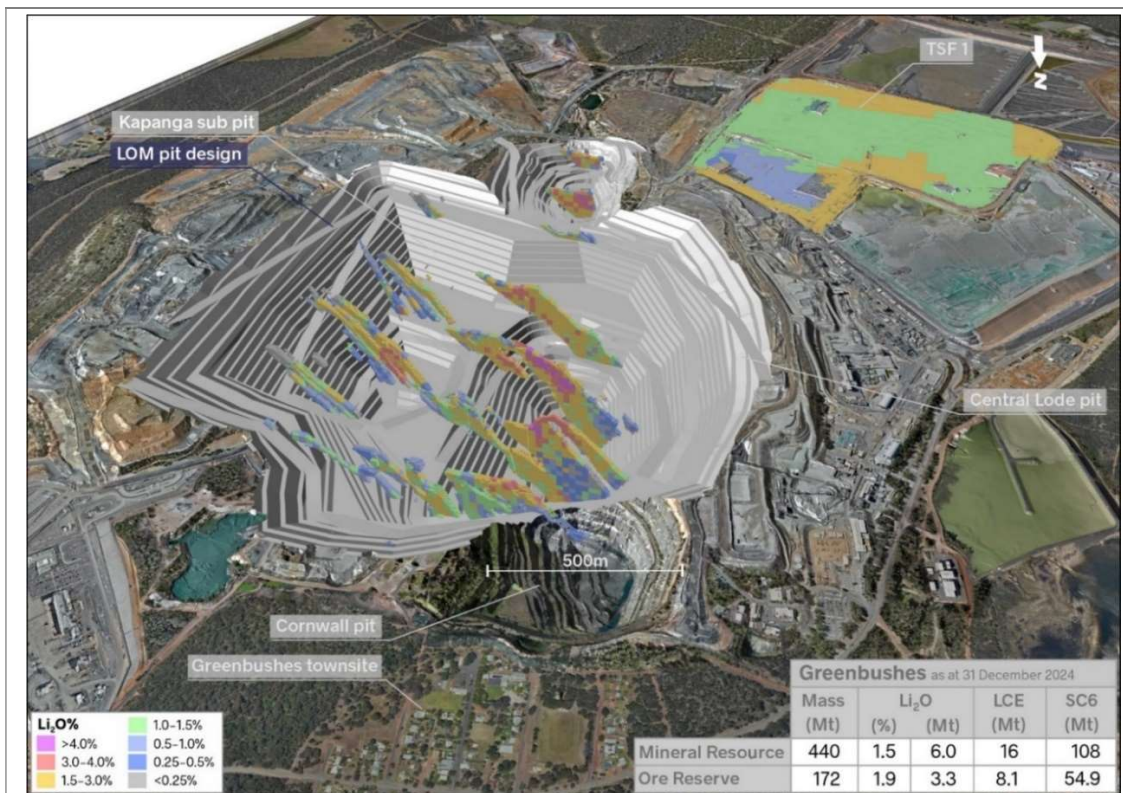 TSF 1
N
Kapanga sub pit
LOM pit design
Central Lode pit
500m
Cornwall pit
Greenbushes townsite
Li₂O%
>4.0%
3.0–4.0%
1.5–3.0%
1.0–1.5%
0.5–1.0%
0.25–0.5%
<0.25%
Greenbushes as at 31 December 2024
Mass (Mt) Li₂O (%) (Mt) LCE (Mt) SC6 (Mt)
Mineral Resource 440 1.5 6.0 16 108
Ore Reserve 172 1.9 3.3 8.1 54.9